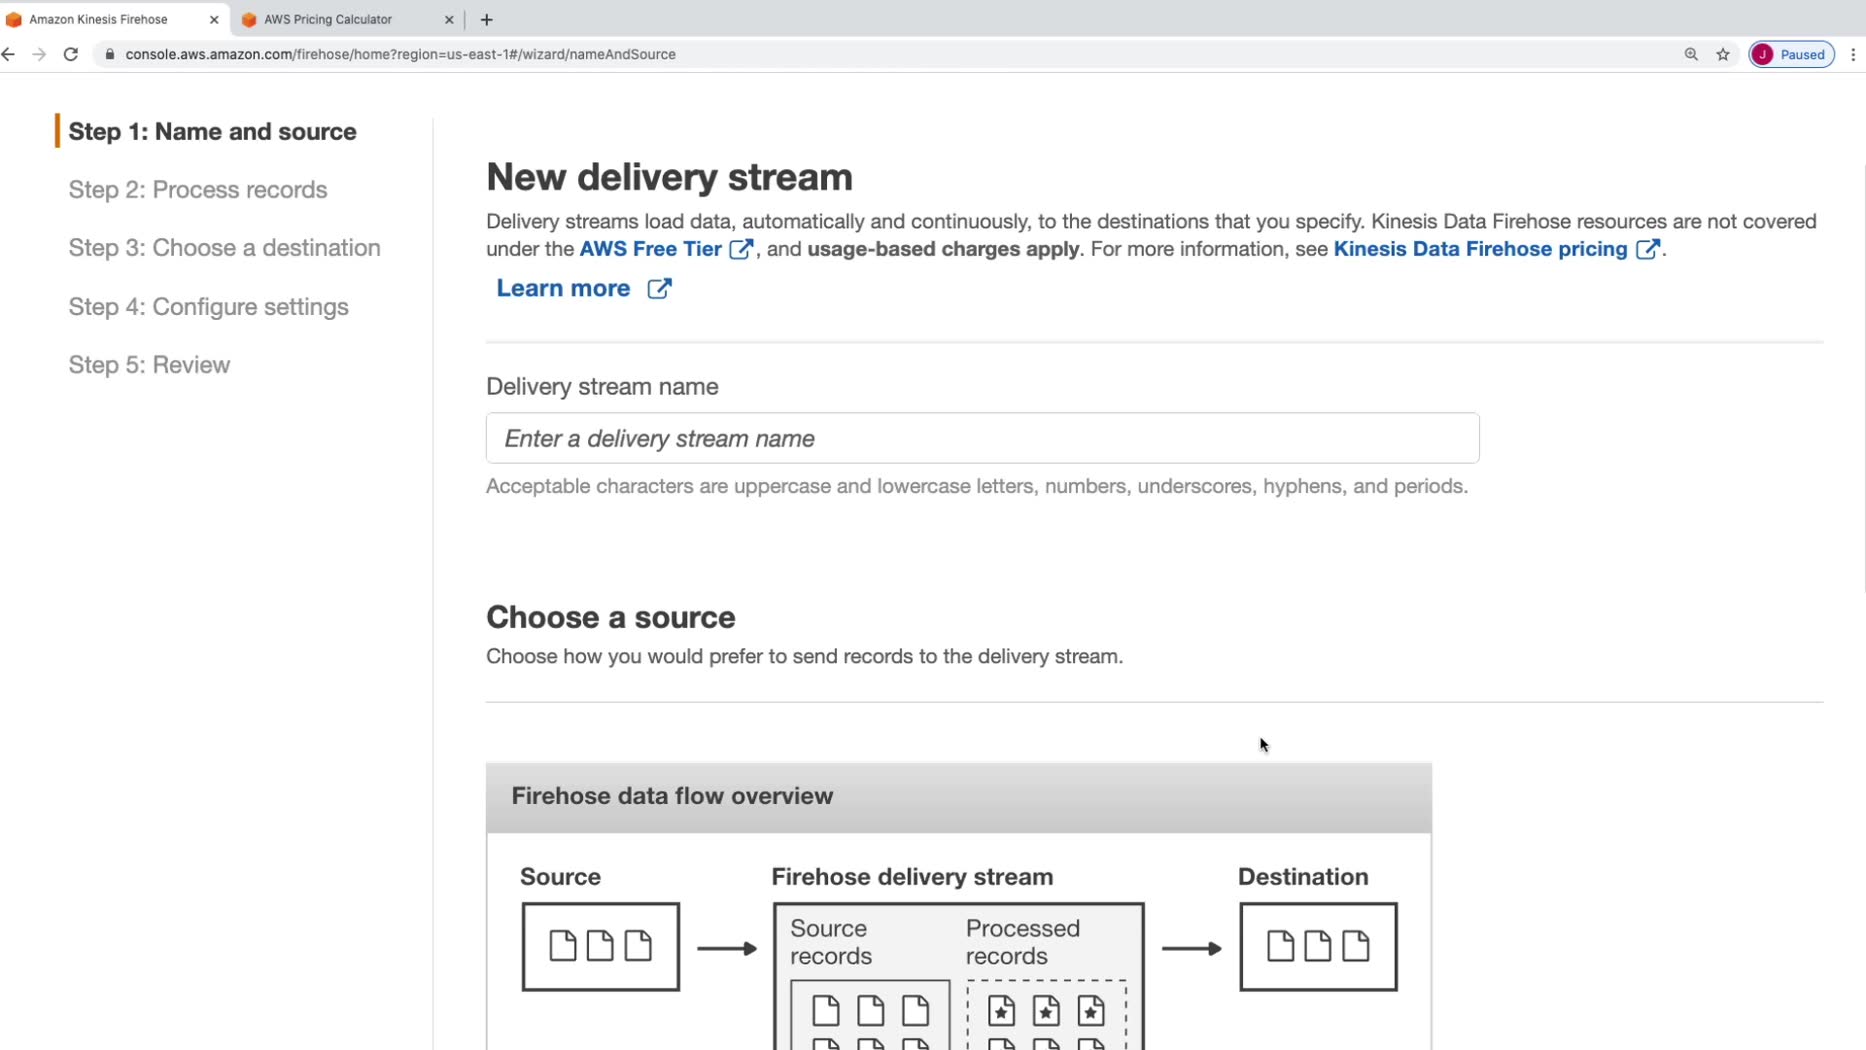 Amazon Kinesis Firehose
AWS Pricing Calculator
console.aws.amazon.com/firehose/home?region=us-east-1#/wizard/nameAndSource
J Paused
Step 1: Name and source
Step 2: Process records
Step 3: Choose a destination
Step 4: Configure settings
Step 5: Review
New delivery stream
Delivery streams load data, automatically and continuously, to the destinations that you specify. Kinesis Data Firehose resources are not covered
under the AWS Free Tier, and usage-based charges apply. For more information, see Kinesis Data Firehose pricing.
Learn more
Delivery stream name
Enter a delivery stream name
Acceptable characters are uppercase and lowercase letters, numbers, underscores, hyphens, and periods.
Choose a source
Choose how you would prefer to send records to the delivery stream.
Firehose data flow overview
Source
Firehose delivery stream
Destination
Source
records
Processed
records